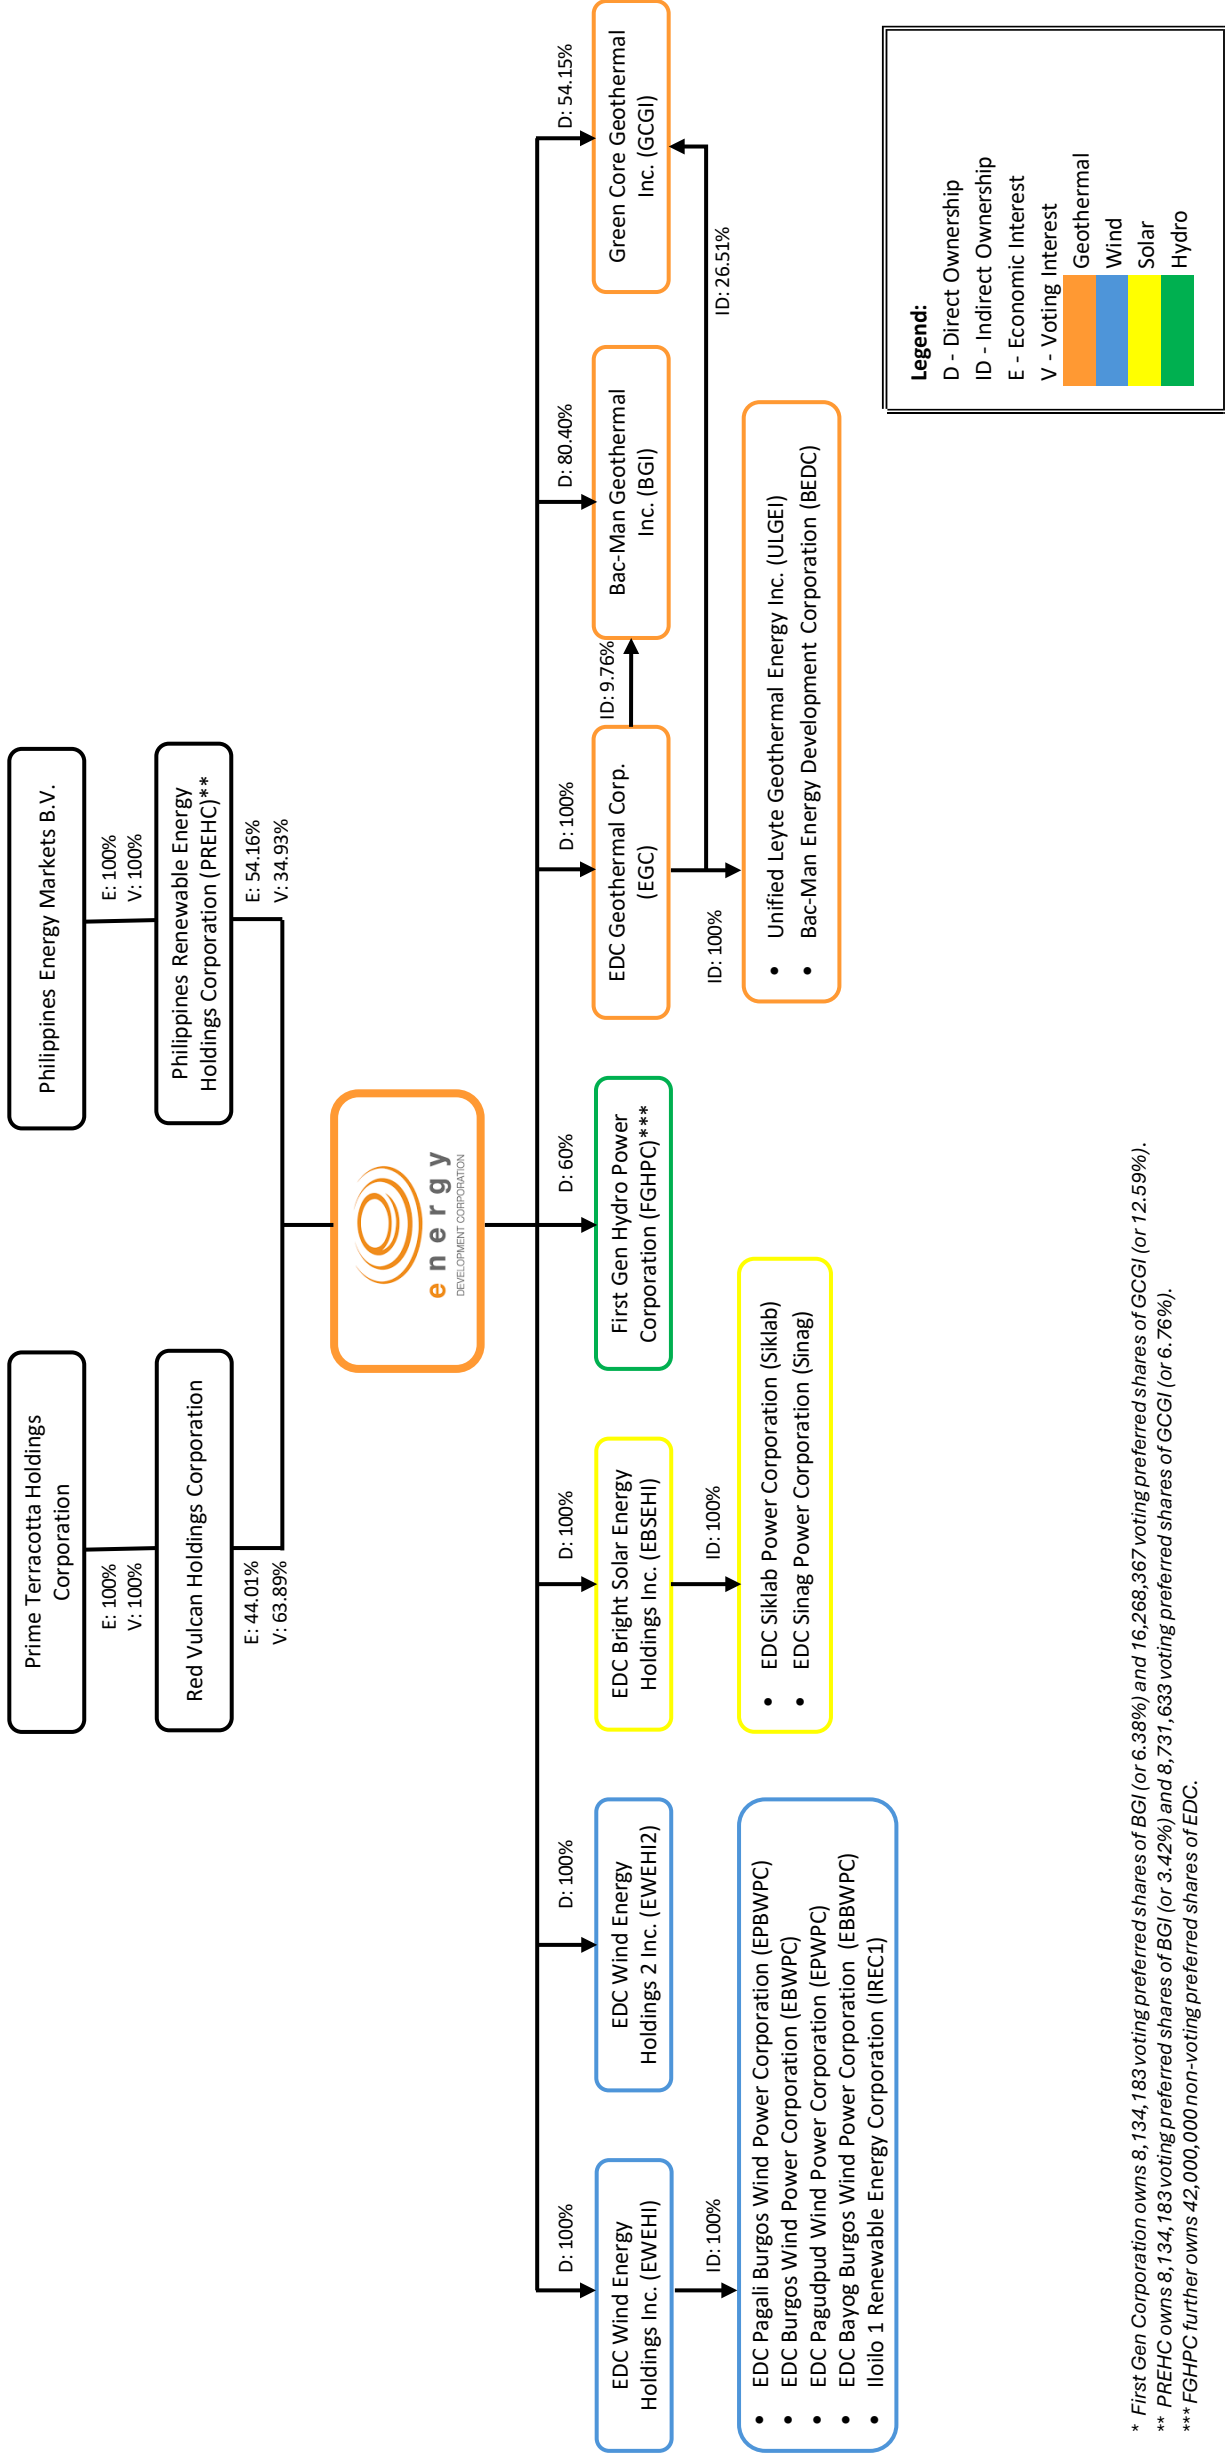 Prime Terracotta Holdings
Corporation
Philippines Energy Markets B.V.
E: 100%
V: 100%
E: 100%
V: 100%
Red Vulcan Holdings Corporation
Philippines Renewable Energy
Holdings Corporation (PREHC)**
E: 44.01%
V: 63.89%
E: 54.16%
V: 34.93%
energy
DEVELOPMENT CORPORATION
D: 100%
D: 100%
D: 100%
D: 60%
D: 100%
D: 80.40%
D: 54.15%
EDC Wind Energy
Holdings Inc. (EWEHI)
EDC Wind Energy
Holdings 2 Inc. (EWEHI2)
EDC Bright Solar Energy
Holdings Inc. (EBSEHI)
First Gen Hydro Power
Corporation (FGHPC)***
EDC Geothermal Corp.
(EGC)
ID: 9.76%
Bac-Man Geothermal
Inc. (BGI)
Green Core Geothermal
Inc. (GCGI)
ID: 100%
ID: 100%
ID: 100%
ID: 26.51%
• EDC Pagali Burgos Wind Power Corporation (EPBWPC)
• EDC Burgos Wind Power Corporation (EBWPC)
• EDC Pagudpud Wind Power Corporation (EPWPC)
• EDC Bayog Burgos Wind Power Corporation (EBBWPC)
• Iloilo 1 Renewable Energy Corporation (IREC1)
• EDC Siklab Power Corporation (Siklab)
• EDC Sinag Power Corporation (Sinag)
• Unified Leyte Geothermal Energy Inc. (ULGEI)
• Bac-Man Energy Development Corporation (BEDC)
Legend:
D - Direct Ownership
ID - Indirect Ownership
E - Economic Interest
V - Voting Interest
Geothermal
Wind
Solar
Hydro
* First Gen Corporation owns 8,134,183 voting preferred shares of BGI (or 6.38%) and 16,268,367 voting preferred shares of GCGI (or 12.59%).
** PREHC owns 8,134,183 voting preferred shares of BGI (or 3.42%) and 8,731,633 voting preferred shares of GCGI (or 6.76%).
*** FGHPC further owns 42,000,000 non-voting preferred shares of EDC.